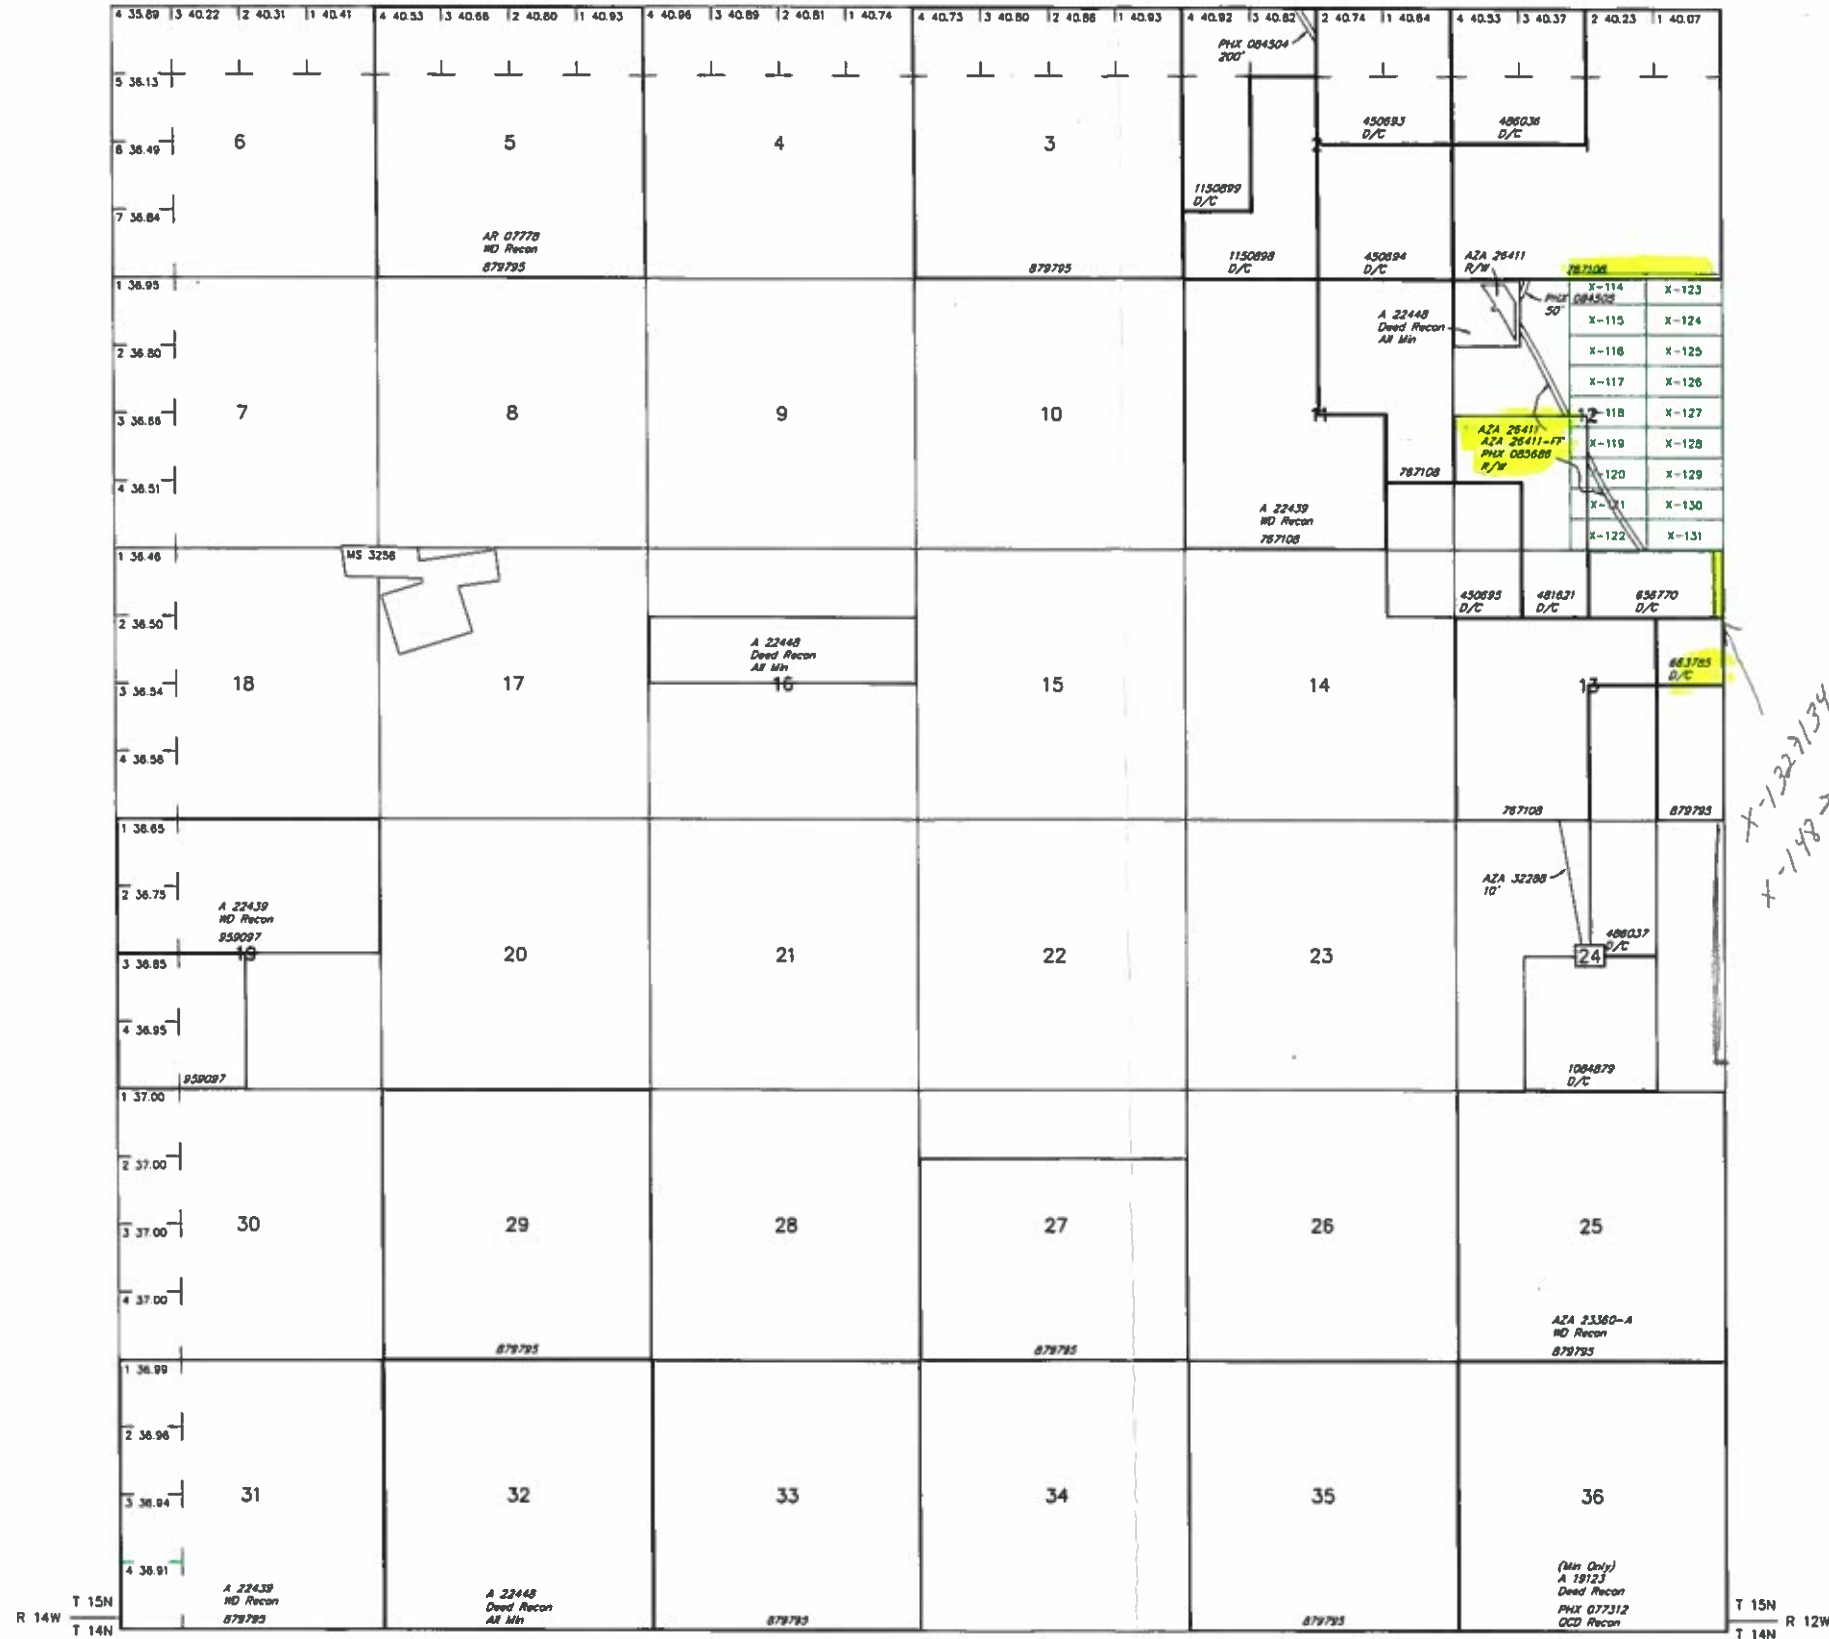 4 35.89 3 40.22 2 40.31 1 40.41 4 40.53 3 40.66 2 40.80 1 40.93 4 40.96 3 40.89 2 40.81 1 40.74 4 40.73 3 40.80 2 40.86 1 40.93 4 40.92 3 40.82 2 40.74 1 40.64 4 40.53 3 40.37 2 40.23 1 40.07
PHX 084504
200'
5 36.13
450693
D/C
486036
D/C
6 36.49
6
5
4
3
2
1150899
D/C
7 36.84
AR 07778
WD Recon
879795
879795
1150898
D/C
450694
D/C
AZA 26411
R/W
767108
1 36.95
X-114 X-123
PHX 084505
50'
A 22448
Deed Recon
All Min
X-115 X-124
2 36.80
X-116 X-125
X-117 X-126
3 36.66
7
8
9
10
11
12
X-118 X-127
AZA 26411
AZA 26411-FF
PHX 085686
R/W
X-119 X-128
4 36.51
767108
X-120 X-129
A 22439
WD Recon
767108
X-121 X-130
X-122 X-131
1 36.46
MS 3256
450695
D/C
481621
D/C
656770
D/C
2 36.50
A 22448
Deed Recon
All Min
663785
D/C
3 36.54
18
17
16
15
14
13
4 36.58
767108
879795
1 36.65
AZA 32288
10'
2 36.75
A 22439
WD Recon
959097
486037
D/C
3 36.85
19
20
21
22
23
24
4 36.95
959097
1084879
D/C
1 37.00
2 37.00
3 37.00
30
29
28
27
26
25
4 37.00
AZA 23360-A
WD Recon
879795
879795
879795
1 36.99
2 36.96
3 36.94
31
32
33
34
35
36
4 36.91
A 22439
WD Recon
879795
A 22448
Deed Recon
All Min
879795
879795
(Min Only)
A 19123
Deed Recon
PHX 077312
QCD Recon
T 15N
R 14W
T 14N
T 15N
R 12W
T 14N